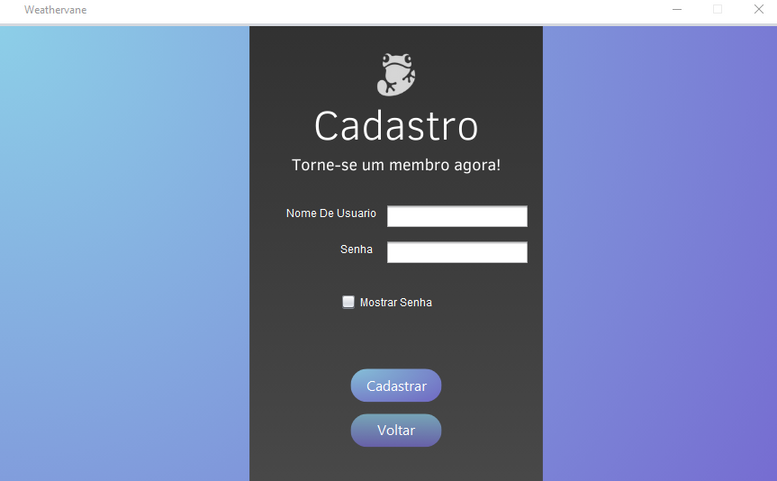 Weathervane
Cadastro
Torne-se um membro agora!
Nome De Usuario
Senha
Mostrar Senha
Cadastrar
Voltar